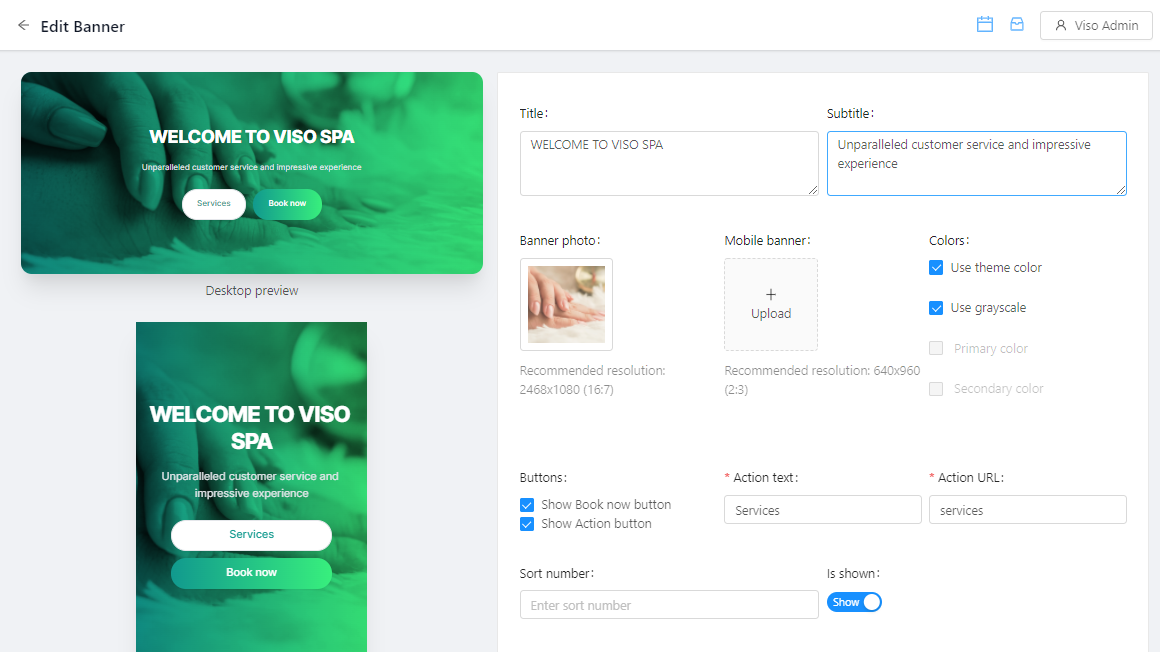 Edit Banner
Viso Admin
WELCOME TO VISO SPA
Unparalleled customer service and impressive experience
Services
Book now
Desktop preview
WELCOME TO VISO
SPA
Unparalleled customer service and
impressive experience
Services
Book now
Title:
WELCOME TO VISO SPA
Subtitle:
Unparalleled customer service and impressive
experience
Banner photo:
Recommended resolution:
2468x1080 (16:7)
Mobile banner:
Upload
Recommended resolution: 640x960
(2:3)
Colors:
Use theme color
Use grayscale
Primary color
Secondary color
Buttons:
Show Book now button
Show Action button
* Action text:
Services
* Action URL:
services
Sort number:
Enter sort number
Is shown:
Show